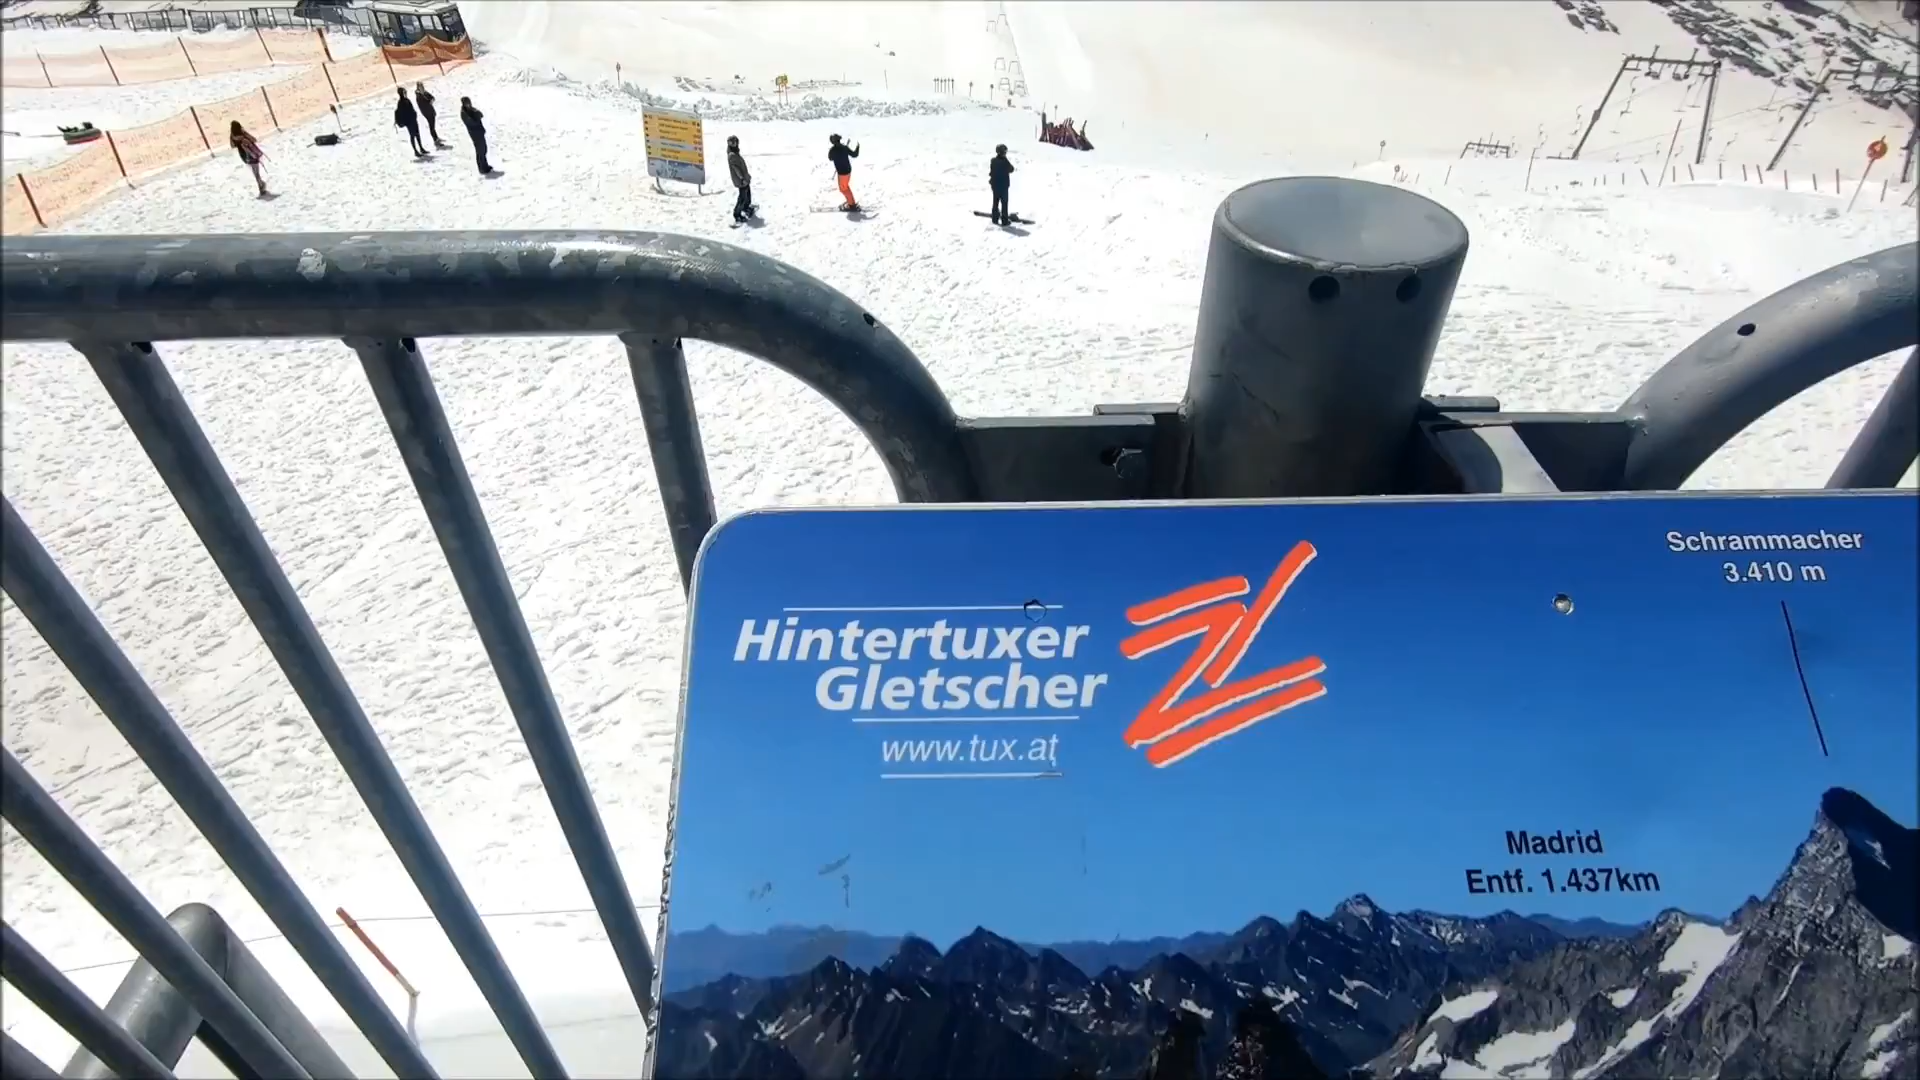 Hintertuxer
Gletscher
www.tux.at
Schrammacher
3.410 m
Madrid
Entf. 1.437km